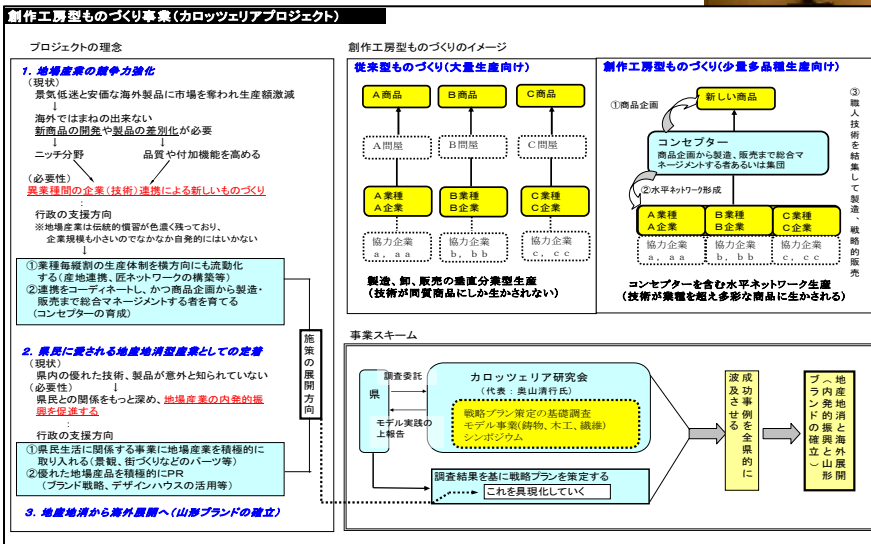 創作工房型ものづくり事業(カロッツェリアプロジェクト)
プロジェクトの理念
1. 地場産業の競争力強化
(現状)
景気低迷と安価な海外製品に市場を奪われ生産額激減
↓
海外ではまねの出来ない
新商品の開発や製品の差別化が必要
ニッチ分野 品質や付加機能を高める
(必要性)
異業種間の企業(技術)連携による新しいものづくり
:
行政の支援方向
※地場産業は伝統的慣習が色濃く残っており、
企業規模も小さいのでなかなか自発的にはいかない
①業種毎縦割の生産体制を横方向にも流動化
する(産地連携、匠ネットワークの構築等)
②連携をコーディネートし、かつ商品企画から製造・
販売まで総合マネージメントする者を育てる
(コンセプターの育成)
2. 県民に愛される地産地消型産業としての定着
(現状)
県内の優れた技術、製品が意外と知られていない
(必要性) ↓
県民との関係をもっと深め、地場産業の内発的振
興を促進する
:
行政の支援方向
①県民生活に関係する事業に地場産業を積極的に
取り入れる(景観、街づくりなどのパーツ等)
②優れた地場産品を積極的にPR
(ブランド戦略、デザインハウスの活用等)
3. 地産地消から海外展開へ(山形ブランドの確立)
施策の展開方向
創作工房型ものづくりのイメージ
従来型ものづくり(大量生産向け)
A商品 B商品 C商品
A問屋 B問屋 C問屋
A業種 B業種 C業種
A企業 B企業 C企業
協力企業 協力企業 協力企業
a, aa b, bb c, cc
製造、卸、販売の垂直分業型生産
(技術が同質商品にしか生かされない)
創作工房型ものづくり(少量多品種生産向け)
①商品企画
新しい商品
コンセプター
商品企画から製造、販売まで総合マ
ネージメントする者あるいは集団
②水平ネットワーク形成
A業種 B業種 C業種
A企業 B企業 C企業
協力企業 協力企業 協力企業
a, aa b, bb c, cc
③職人技術を結集して製造、戦略的販売
コンセプターを含む水平ネットワーク生産
(技術が業種を超え多彩な商品に生かされる)
事業スキーム
県
調査委託
モデル実践の
上報告
カロッツェリア研究会
(代表:奥山清行氏)
戦略プラン策定の基礎調査
モデル事業(鋳物、木工、繊維)
シンポジウム
調査結果を基に戦略プランを策定する
これを具現化していく
成功事例を全県的に
波及させる
地産地消と海外展開
(内発的振興と山形
ブランドの確立)